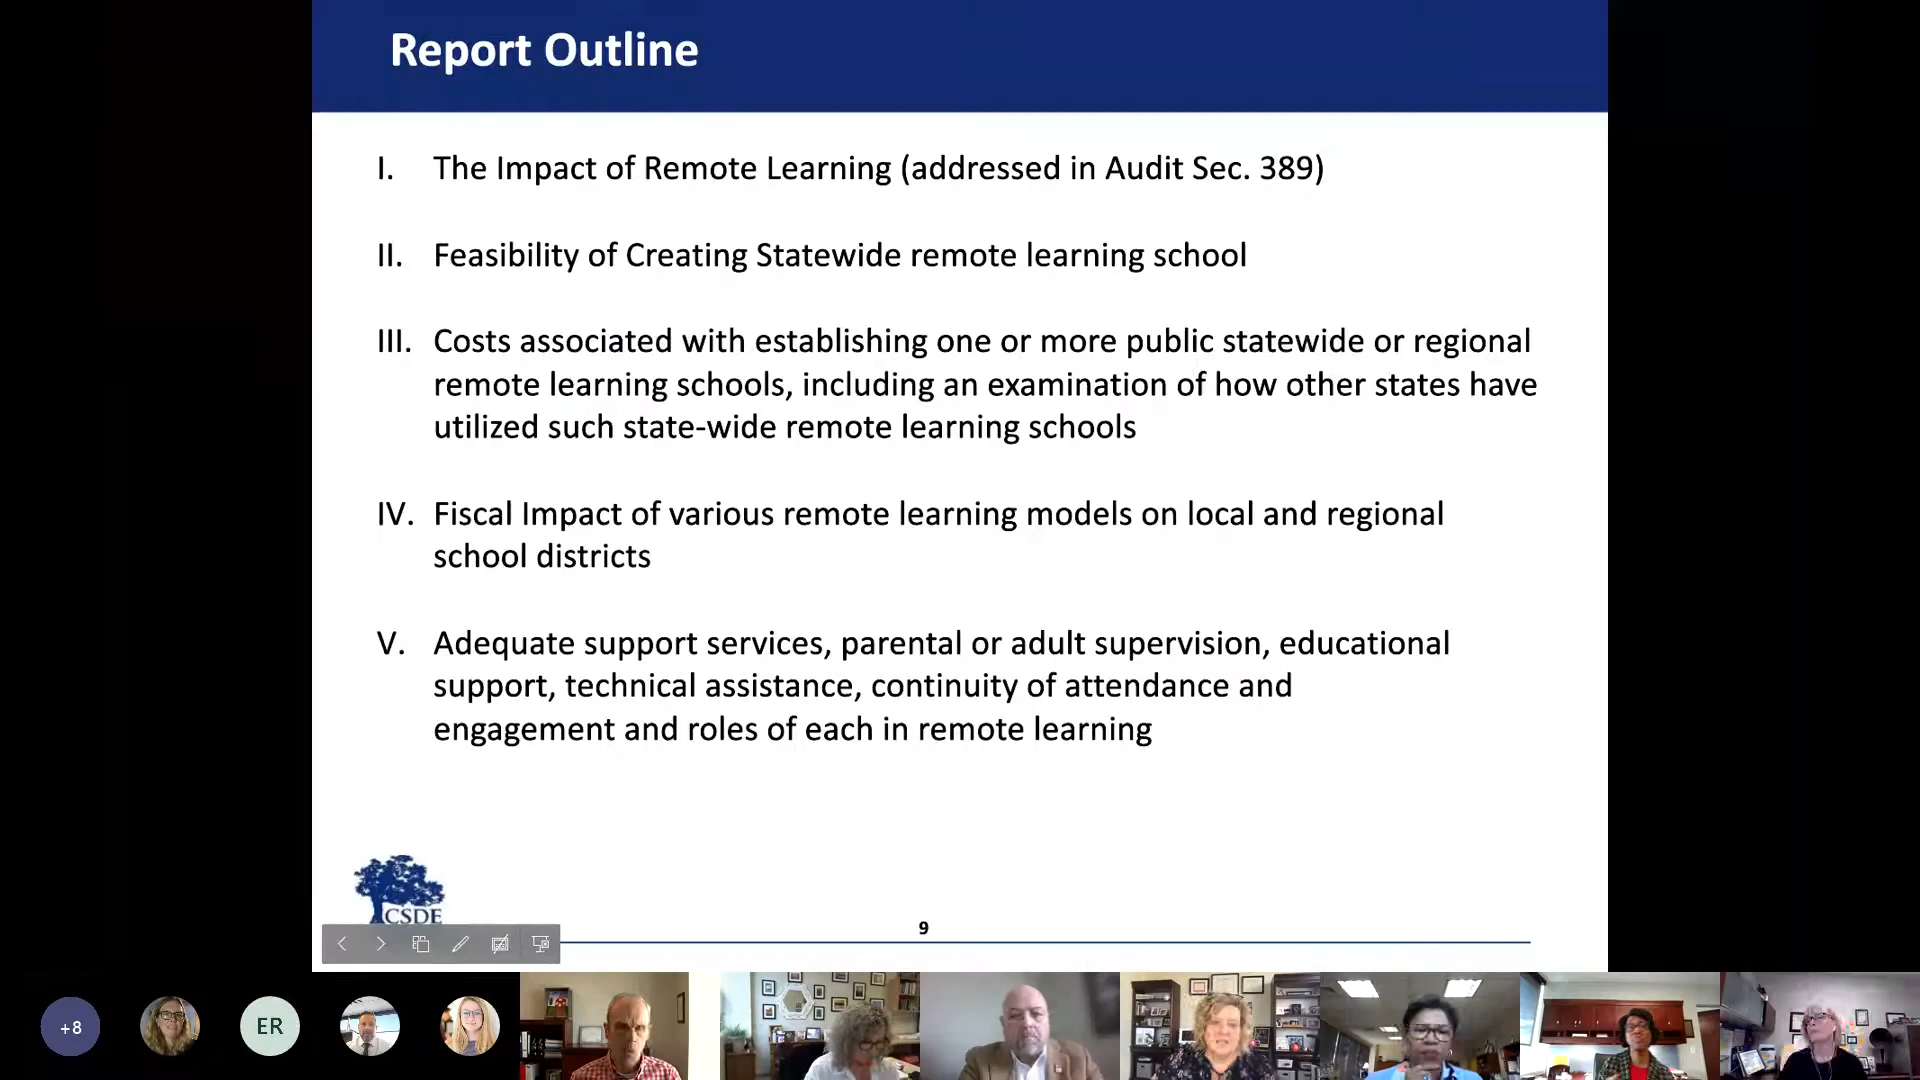 Report Outline
I. The Impact of Remote Learning (addressed in Audit Sec. 389)
II. Feasibility of Creating Statewide remote learning school
III. Costs associated with establishing one or more public statewide or regional
remote learning schools, including an examination of how other states have
utilized such state-wide remote learning schools
IV. Fiscal Impact of various remote learning models on local and regional
school districts
V. Adequate support services, parental or adult supervision, educational
support, technical assistance, continuity of attendance and
engagement and roles of each in remote learning
CSDE
9
+8
ER